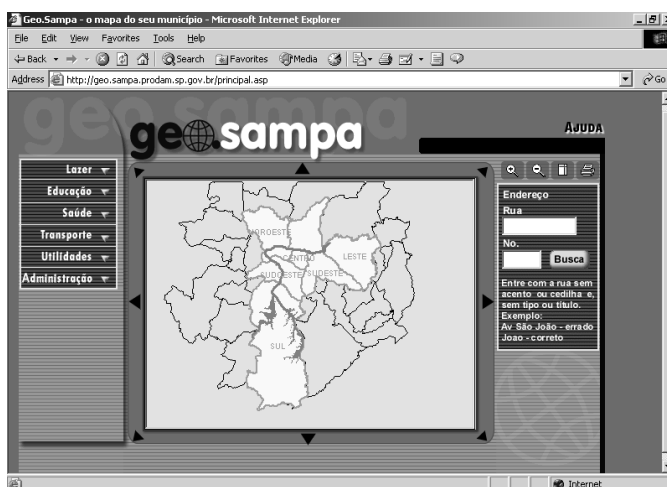 Geo.Sampa - o mapa do seu município - Microsoft Internet Explorer
File Edit View Favorites Tools Help
Back Search Favorites Media
Address http://geo.sampa.prodam.sp.gov.br/principal.asp Go
geo.sampa
geo.sampa
AJUDA
Lazer
Educação
Saúde
Transporte
Utilidades
Administração
NOROESTE
CENTRO
LESTE
SUDOESTE
SUDESTE
SUL
Endereço
Rua
No.
Busca
Entre com a rua sem
acento ou cedilha e,
sem tipo ou título.
Exemplo:
Av São João - errado
Joao - correto
Internet